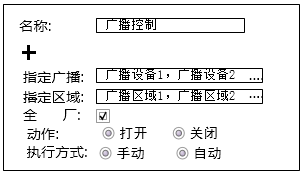 名称: 广播控制
+
指定广播: 广播设备1，广播设备2 ....
指定区域: 广播区域1，广播区域2 ....
全 厂:
动作: 打开 关闭
执行方式: 手动 自动